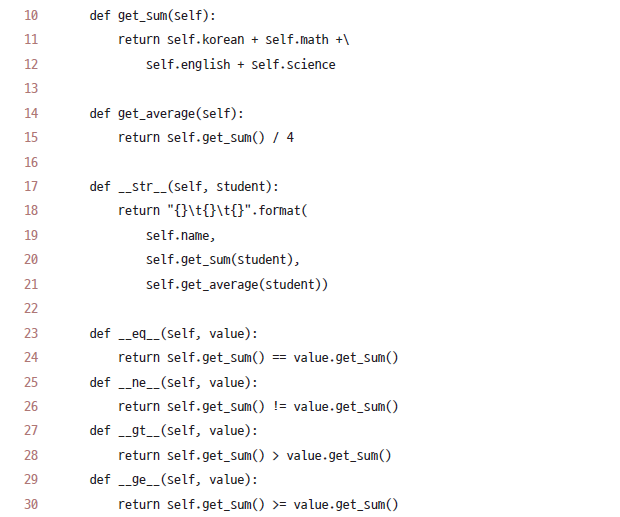 10 def get_sum(self):
11 return self.korean + self.math +\
12 self.english + self.science
13
14 def get_average(self):
15 return self.get_sum() / 4
16
17 def __str__(self, student):
18 return "{}\t{}\t{}".format(
19 self.name,
20 self.get_sum(student),
21 self.get_average(student))
22
23 def __eq__(self, value):
24 return self.get_sum() == value.get_sum()
25 def __ne__(self, value):
26 return self.get_sum() != value.get_sum()
27 def __gt__(self, value):
28 return self.get_sum() > value.get_sum()
29 def __ge__(self, value):
30 return self.get_sum() >= value.get_sum()